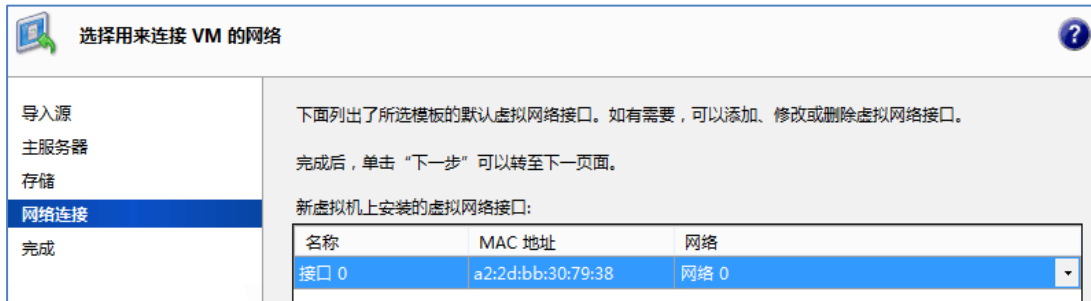 选择用来连接 VM 的网络
?
导入源
主服务器
存储
网络连接
完成
下面列出了所选模板的默认虚拟网络接口。如有需要，可以添加、修改或删除虚拟网络接口。
完成后，单击“下一步”可以转至下一页面。
新虚拟机上安装的虚拟网络接口:
名称 MAC 地址 网络
接口 0 a2:2d:bb:30:79:38 网络 0